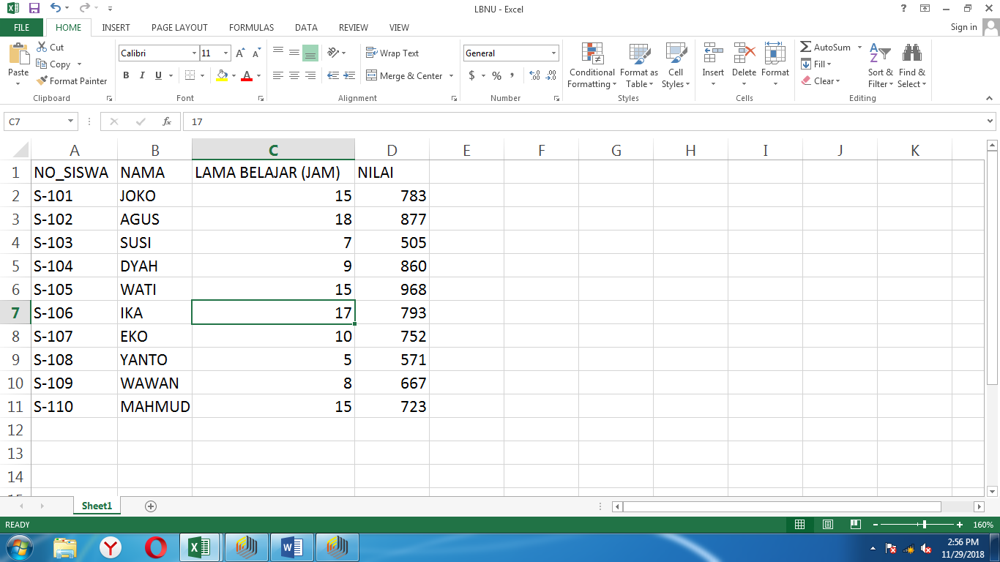 LBNU - Excel
FILE HOME INSERT PAGE LAYOUT FORMULAS DATA REVIEW VIEW Sign in
Paste Cut Copy Format Painter Clipboard
Calibri 11 B I U Font
Wrap Text Merge & Center Alignment
General $ % , Number
Conditional Formatting Format as Table Cell Styles Styles
Insert Delete Format Cells
AutoSum Fill Clear Sort & Filter Find & Select Editing
C7 fx 17
A B C D E F G H I J K
1 NO_SISWA NAMA LAMA BELAJAR (JAM) NILAI
2 S-101 JOKO 15 783
3 S-102 AGUS 18 877
4 S-103 SUSI 7 505
5 S-104 DYAH 9 860
6 S-105 WATI 15 968
7 S-106 IKA 17 793
8 S-107 EKO 10 752
9 S-108 YANTO 5 571
10 S-109 WAWAN 8 667
11 S-110 MAHMUD 15 723
12
13
14
Sheet1
READY 160%
2:56 PM
11/29/2018